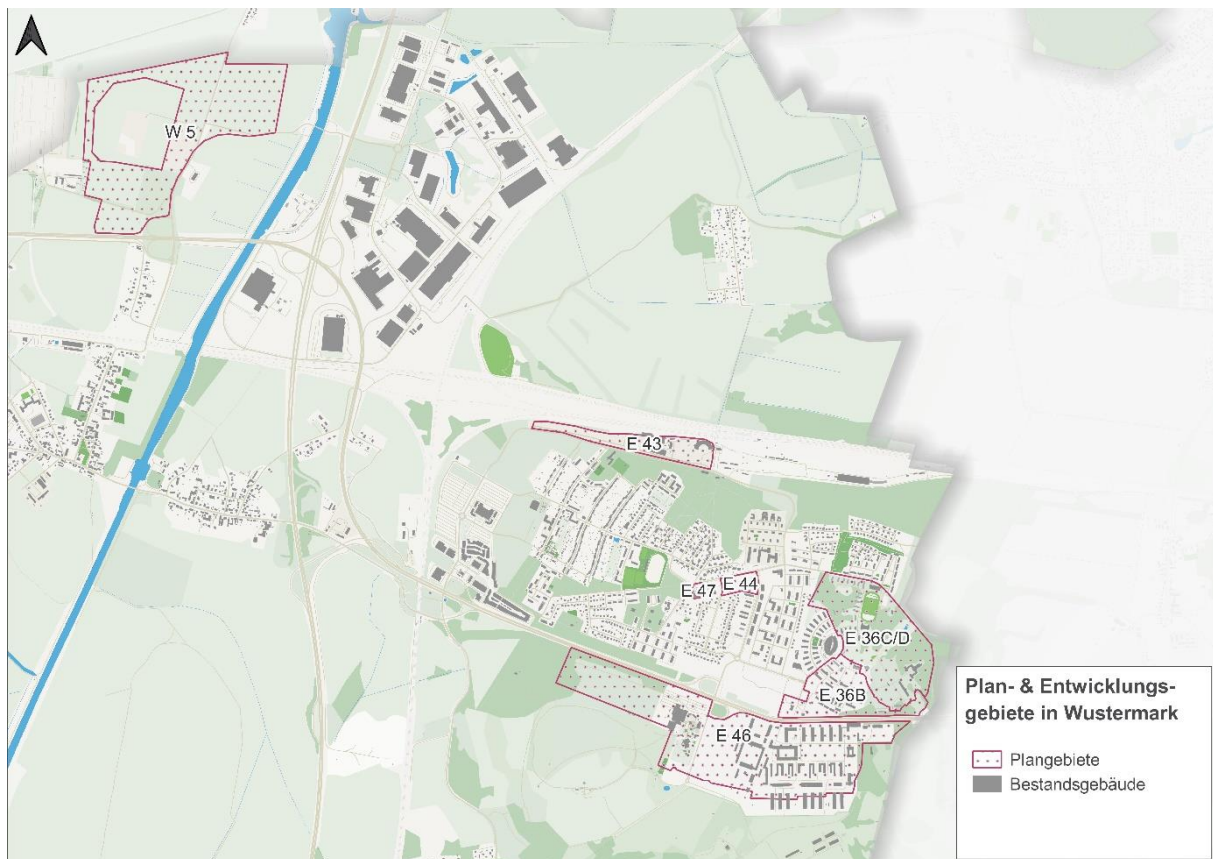 W 5
E 43
E 47
E 44
E 36C/D
E 36B
E 46
Plan- & Entwicklungs-
gebiete in Wustermark
Plangebiete
Bestandsgebäude